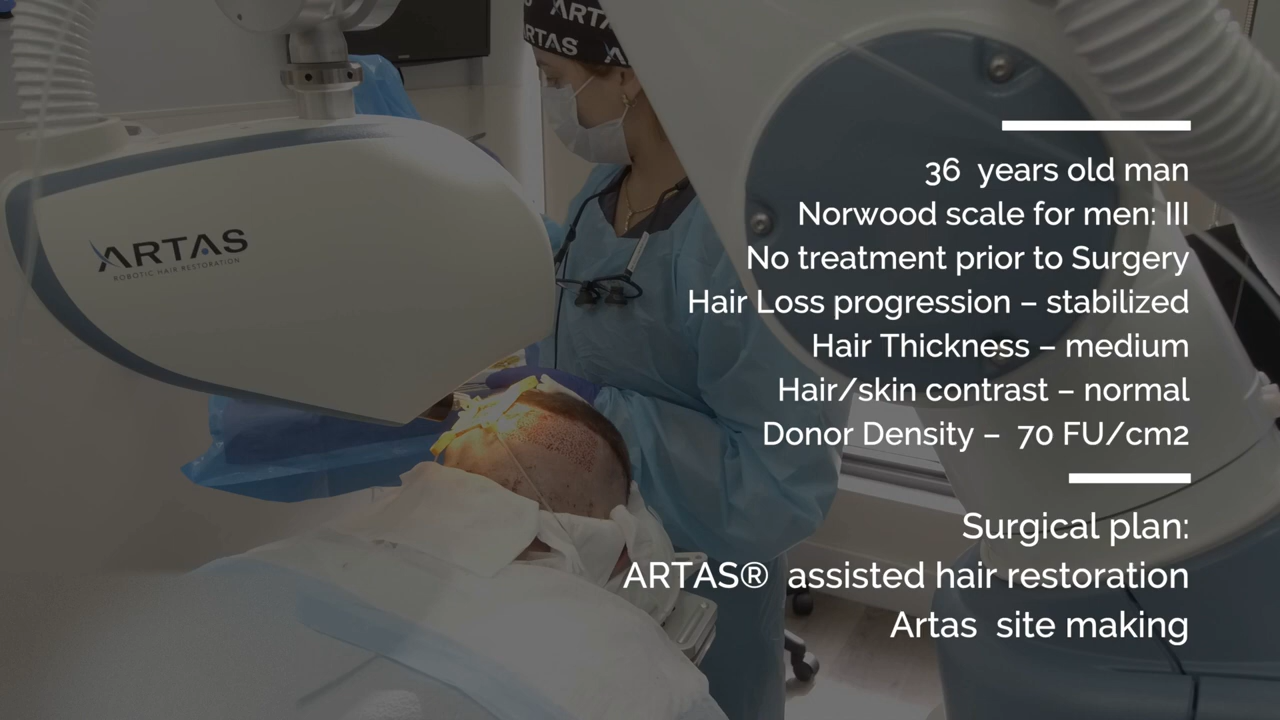 ARTAS
ARTAS
ARTAS
ROBOTIC HAIR RESTORATION
36 years old man
Norwood scale for men: III
No treatment prior to Surgery
Hair Loss progression – stabilized
Hair Thickness – medium
Hair/skin contrast – normal
Donor Density – 70 FU/cm2
Surgical plan:
ARTAS® assisted hair restoration
Artas site making